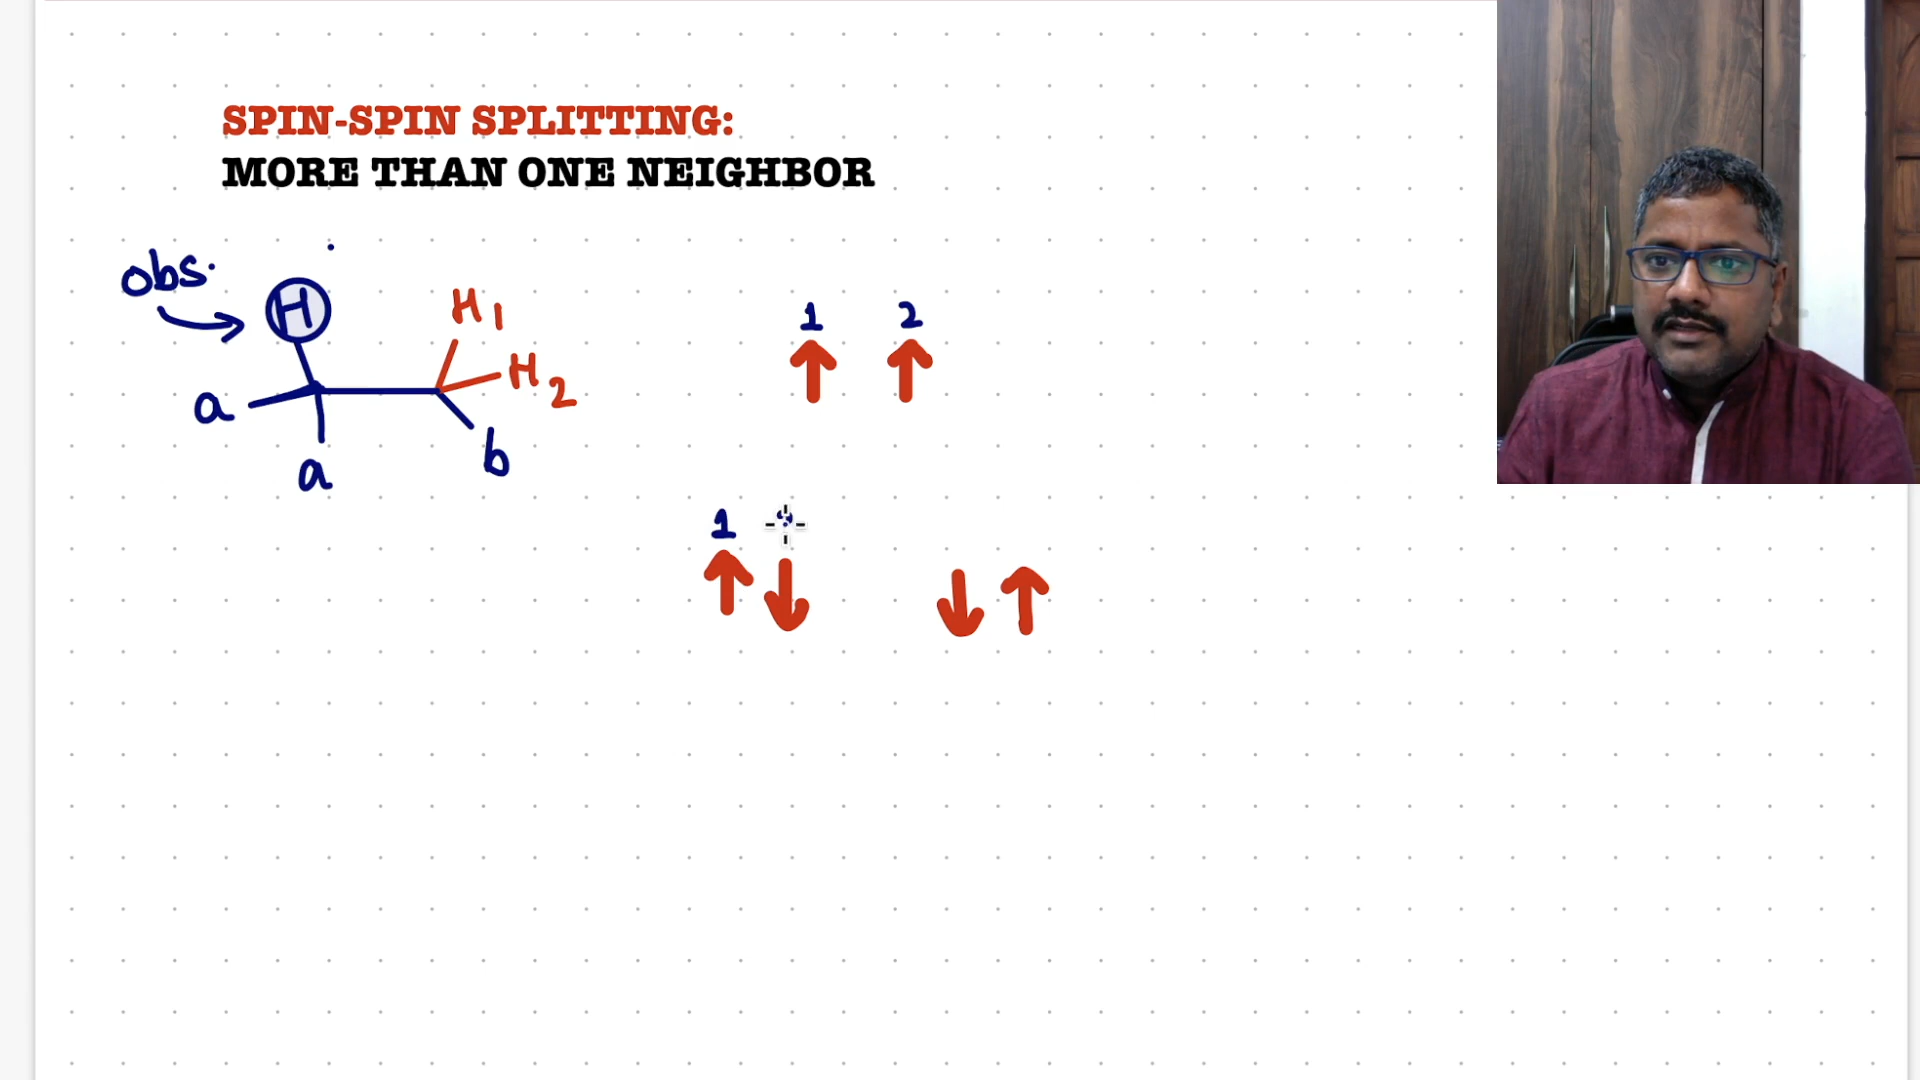 SPIN-SPIN SPLITTING:
MORE THAN ONE NEIGHBOR
obs.
H
H1
H2
a
a
b
1 2
1